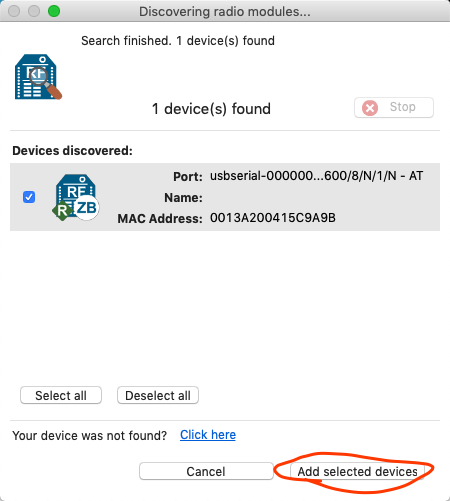 Discovering radio modules...
Search finished. 1 device(s) found
RF
1 device(s) found
Stop
Devices discovered:
RF
R
ZB
Port: usbserial-000000...600/8/N/1/N - AT
Name:
MAC Address: 0013A200415C9A9B
Select all
Deselect all
Your device was not found? Click here
Cancel
Add selected devices